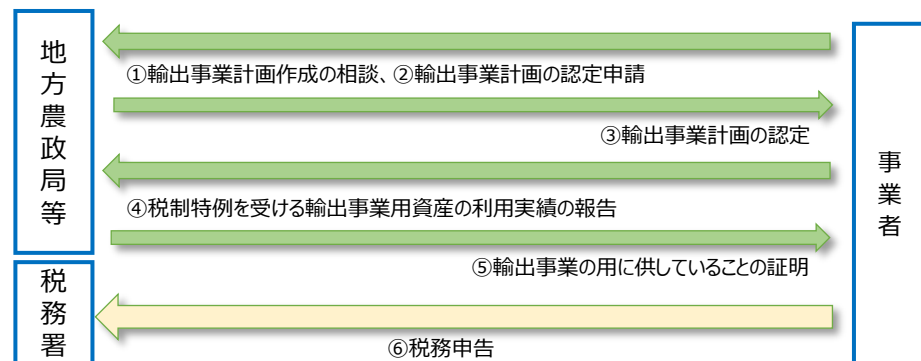 地方農政局等
①輸出事業計画作成の相談、②輸出事業計画の認定申請
③輸出事業計画の認定
④税制特例を受ける輸出事業用資産の利用実績の報告
⑤輸出事業の用に供していることの証明
税務署
⑥税務申告
事業者